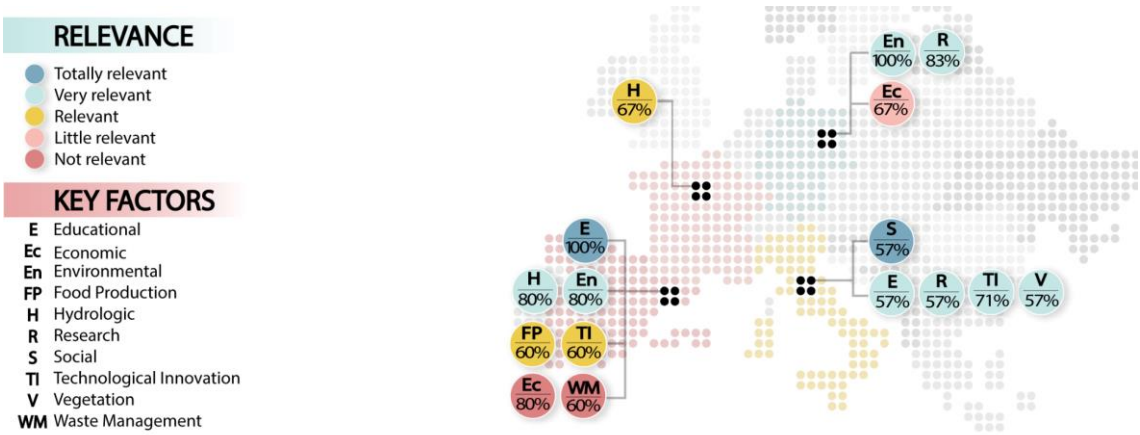 RELEVANCE
Totally relevant
Very relevant
Relevant
Little relevant
Not relevant
KEY FACTORS
E Educational
Ec Economic
En Environmental
FP Food Production
H Hydrologic
R Research
S Social
TI Technological Innovation
V Vegetation
WM Waste Management
H
67%
En R
100% 83%
Ec
67%
E
100%
H En
80% 80%
FP TI
60% 60%
Ec WM
80% 60%
S
57%
E R TI V
57% 57% 71% 57%